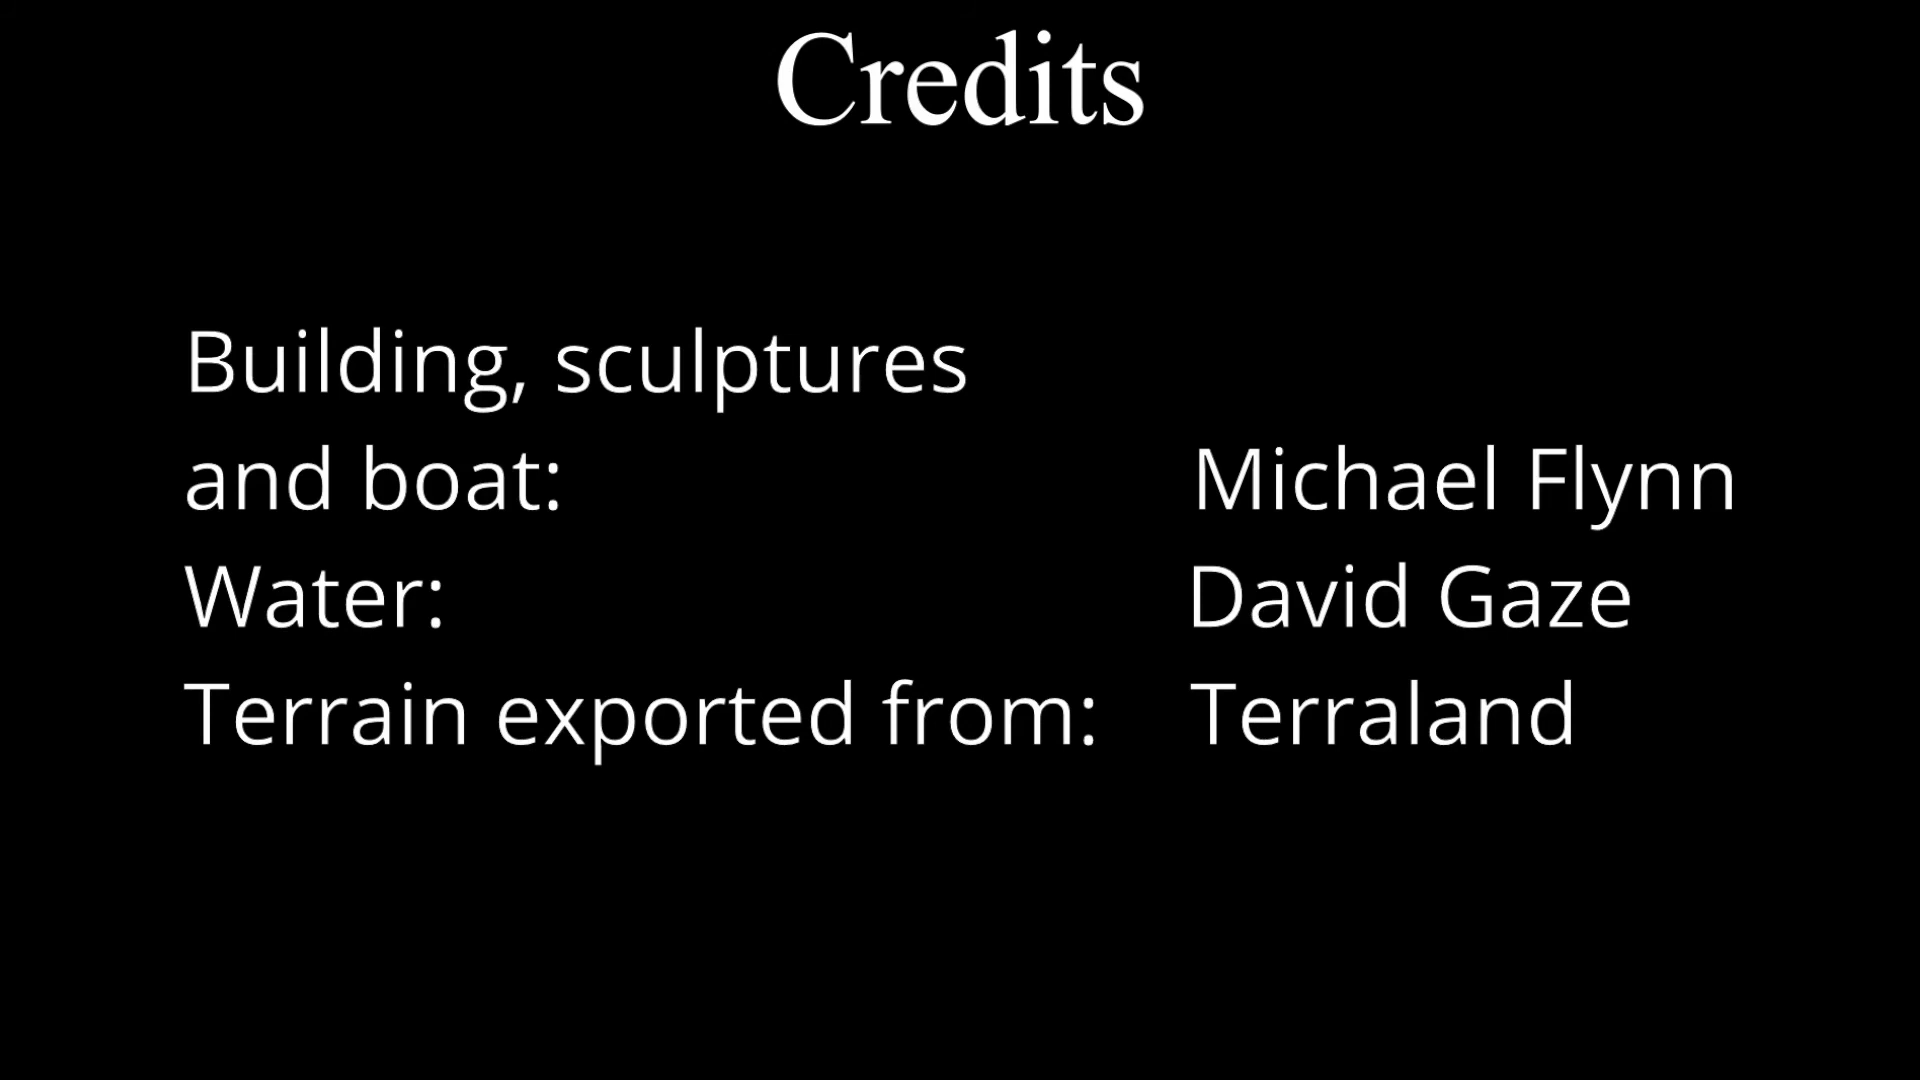 Credits
Building, sculptures
and boat: Michael Flynn
Water: David Gaze
Terrain exported from: Terraland